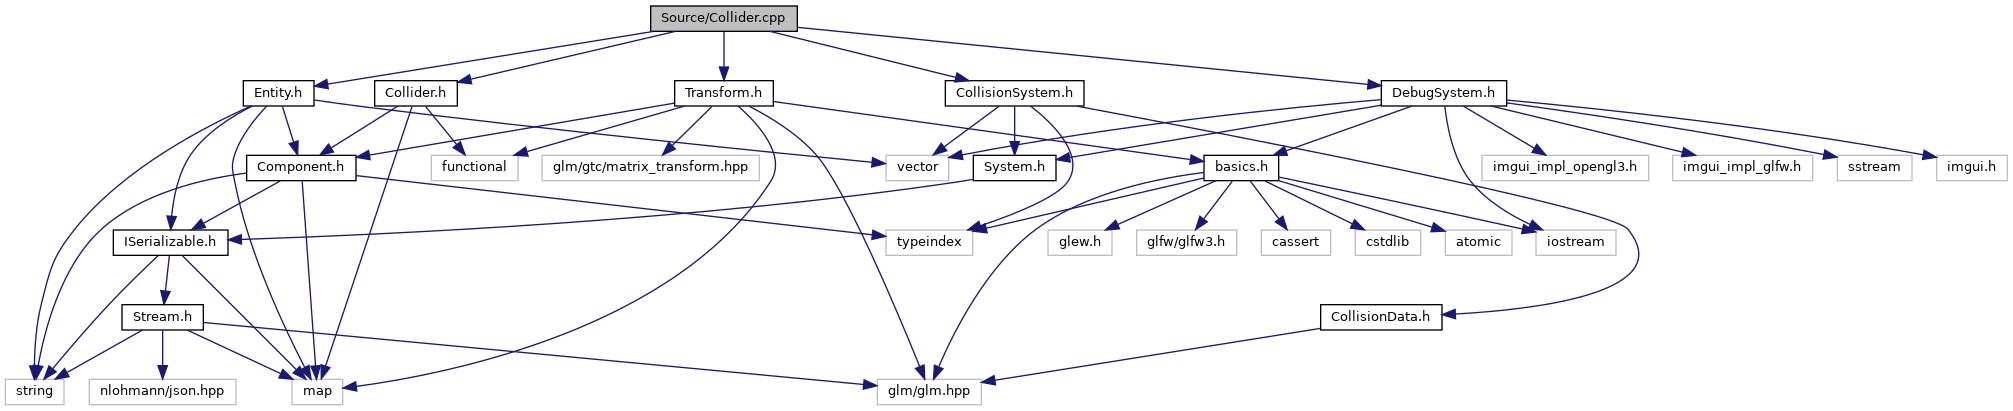 Source/Collider.cpp
Entity.h
Collider.h
Transform.h
CollisionSystem.h
DebugSystem.h
Component.h
functional
glm/gtc/matrix_transform.hpp
vector
System.h
basics.h
imgui_impl_opengl3.h
imgui_impl_glfw.h
sstream
imgui.h
ISerializable.h
typeindex
glew.h
glfw/glfw3.h
cassert
cstdlib
atomic
iostream
Stream.h
CollisionData.h
string
nlohmann/json.hpp
map
glm/glm.hpp